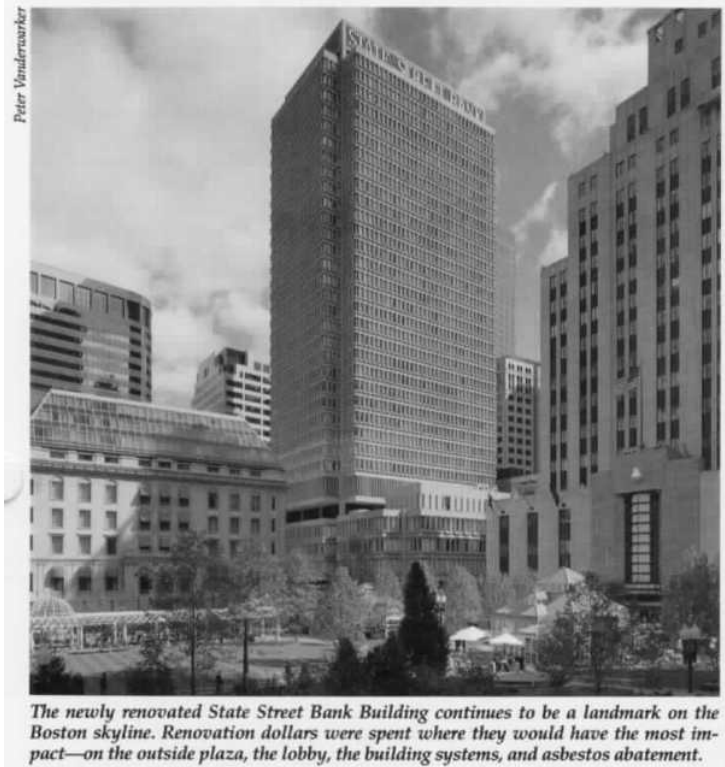 Peter Vanderwarker
STATE STREET BANK
The newly renovated State Street Bank Building continues to be a landmark on the
Boston skyline. Renovation dollars were spent where they would have the most im-
pact—on the outside plaza, the lobby, the building systems, and asbestos abatement.